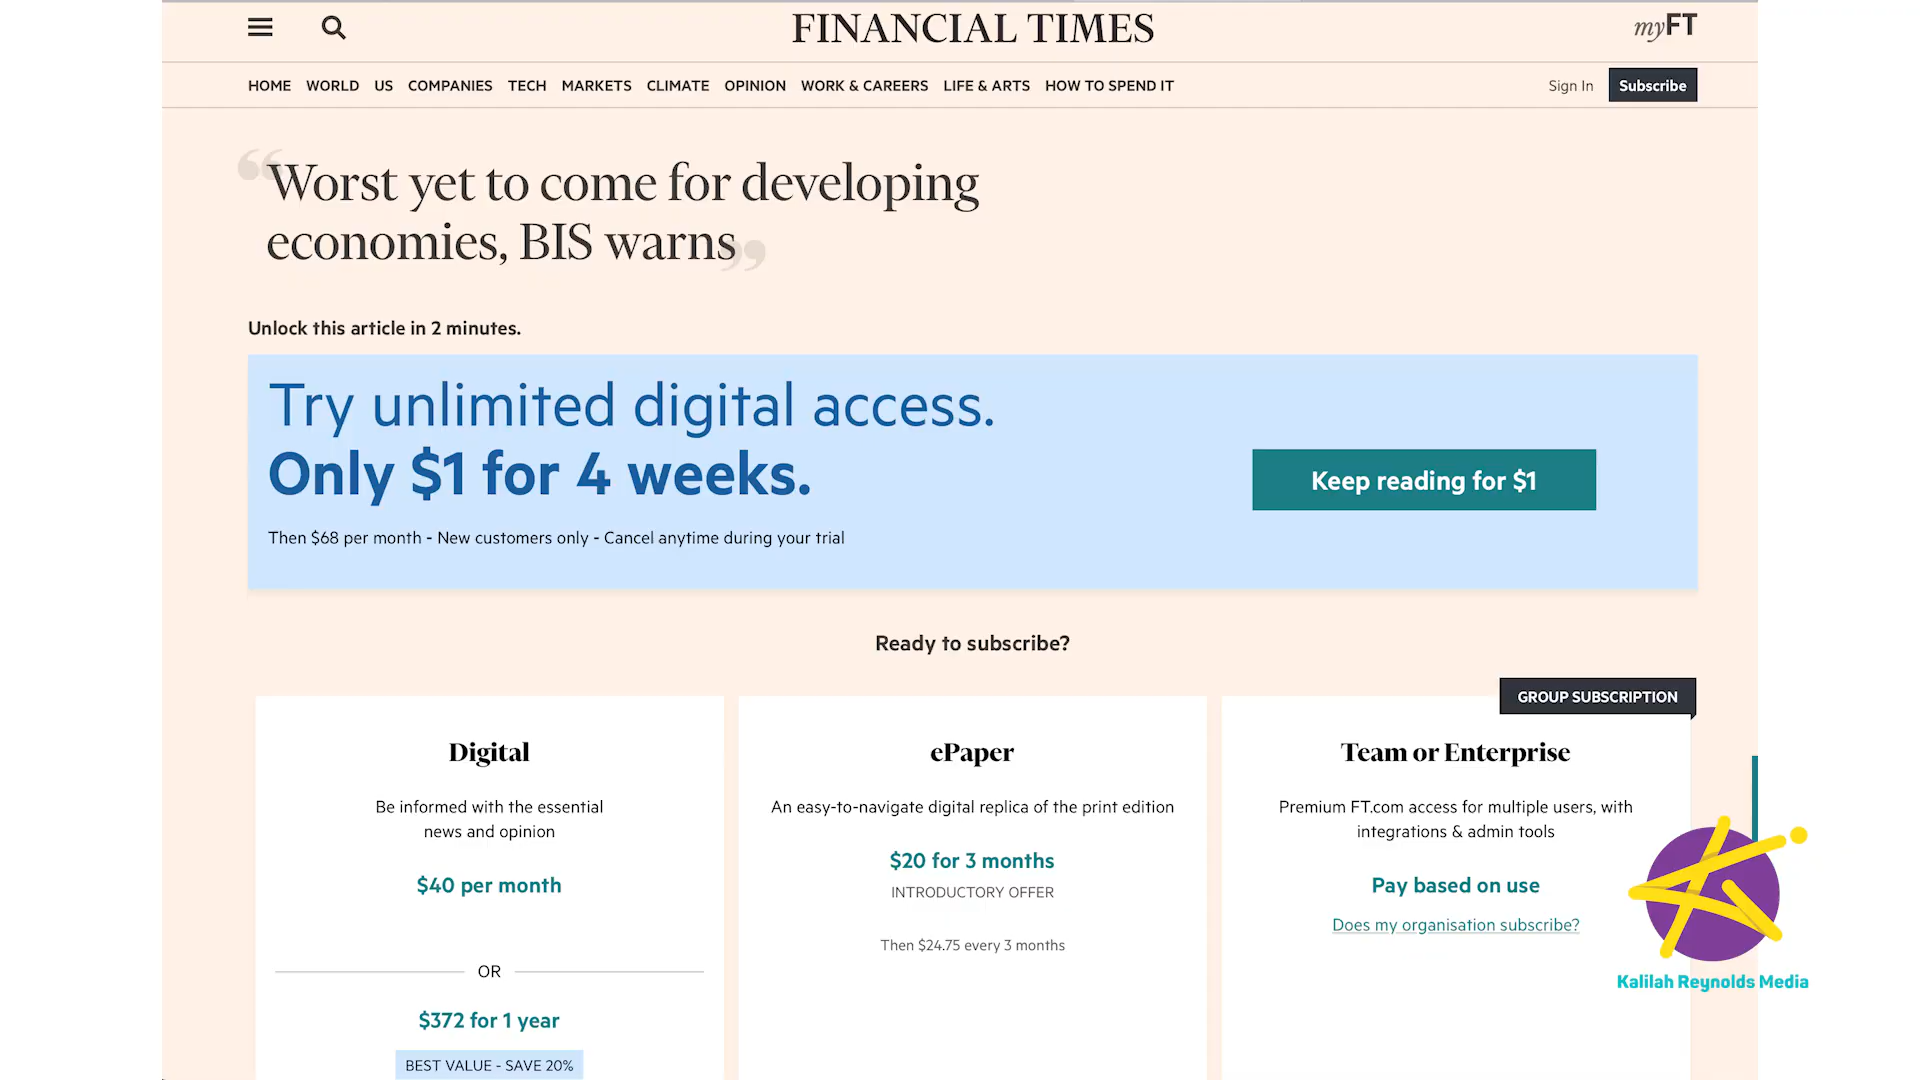 FINANCIAL TIMES
myFT
HOME WORLD US COMPANIES TECH MARKETS CLIMATE OPINION WORK & CAREERS LIFE & ARTS HOW TO SPEND IT
Sign In Subscribe
“Worst yet to come for developing
economies, BIS warns”
Unlock this article in 2 minutes.
Try unlimited digital access.
Only $1 for 4 weeks.
Keep reading for $1
Then $68 per month - New customers only - Cancel anytime during your trial
Ready to subscribe?
Digital
Be informed with the essential
news and opinion
$40 per month
OR
$372 for 1 year
BEST VALUE - SAVE 20%
ePaper
An easy-to-navigate digital replica of the print edition
$20 for 3 months
INTRODUCTORY OFFER
Then $24.75 every 3 months
GROUP SUBSCRIPTION
Team or Enterprise
Premium FT.com access for multiple users, with
integrations & admin tools
Pay based on use
Does my organisation subscribe?
Kalilah Reynolds Media